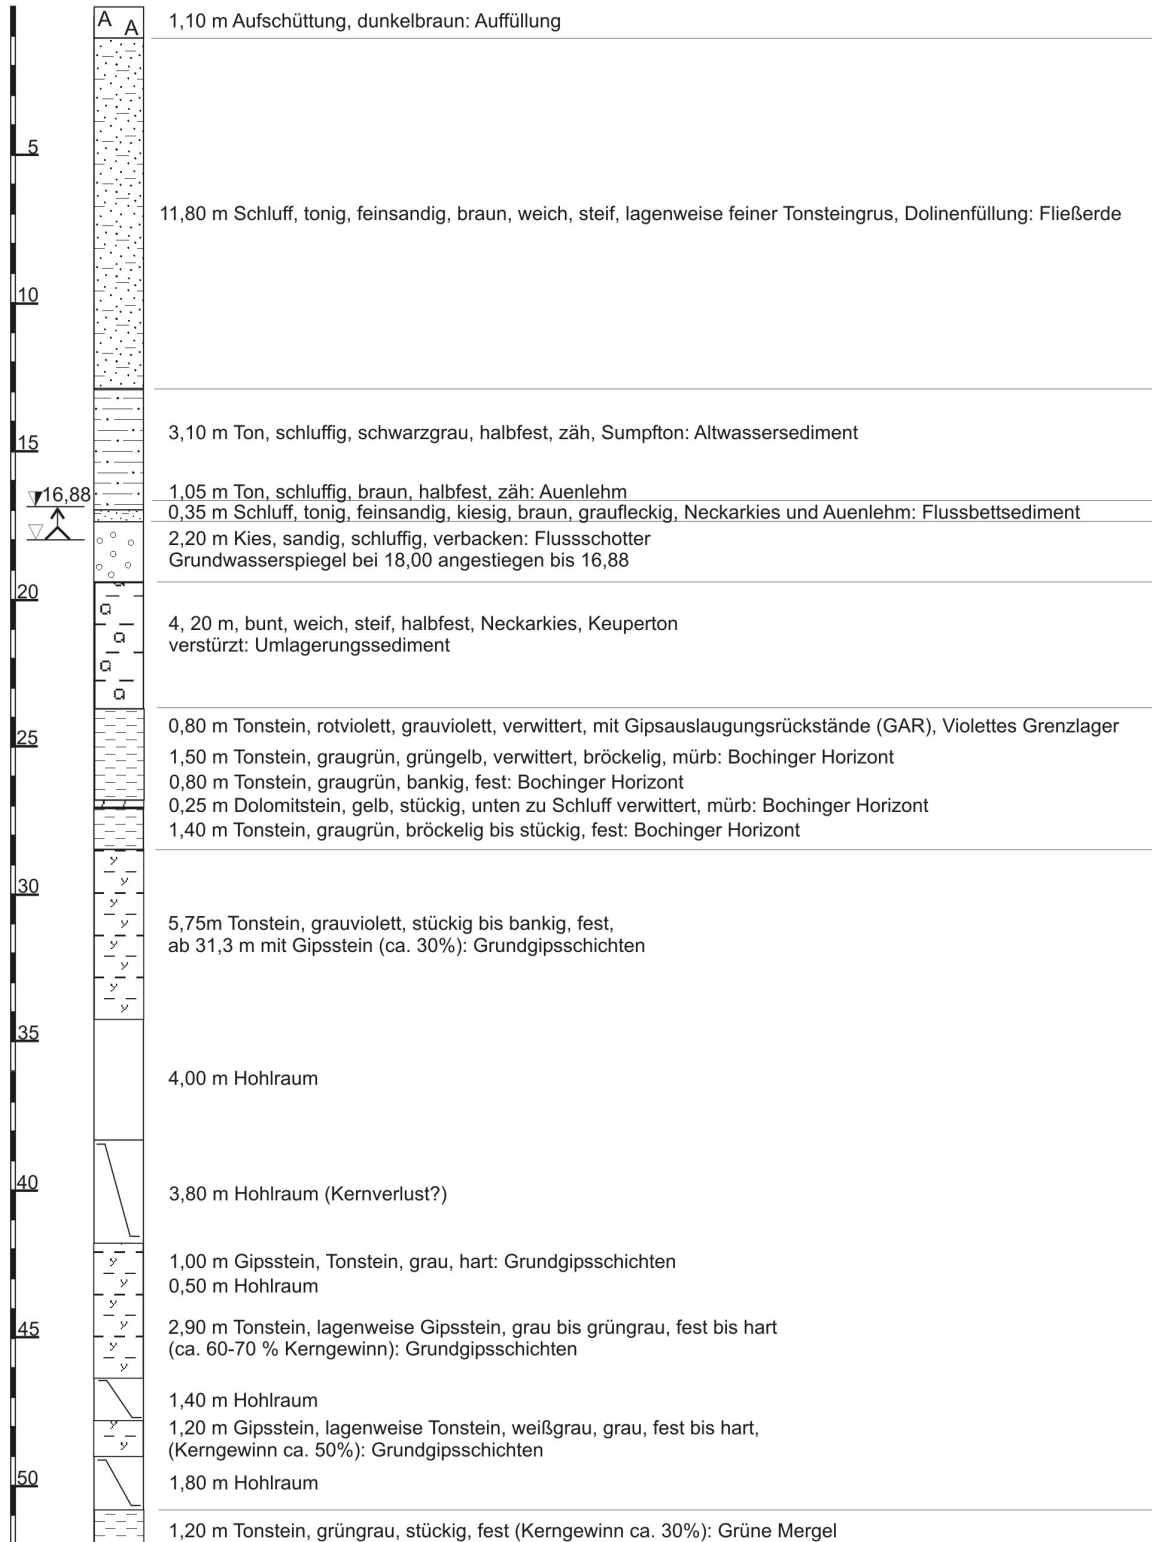 A A
1,10 m Aufschüttung, dunkelbraun: Auffüllung
5
11,80 m Schluff, tonig, feinsandig, braun, weich, steif, lagenweise feiner Tonsteingrus, Dolinenfüllung: Fließerde
10
3,10 m Ton, schluffig, schwarzgrau, halbfest, zäh, Sumpfton: Altwassersediment
15
1,05 m Ton, schluffig, braun, halbfest, zäh: Auenlehm
16,88
0,35 m Schluff, tonig, feinsandig, kiesig, braun, graufleckig, Neckarkies und Auenlehm: Flussbettsediment
2,20 m Kies, sandig, schluffig, verbacken: Flussschotter
Grundwasserspiegel bei 18,00 angestiegen bis 16,88
20
4, 20 m, bunt, weich, steif, halbfest, Neckarkies, Keuperton
verstürzt: Umlagerungssediment
0,80 m Tonstein, rotviolett, grauviolett, verwittert, mit Gipsauslaugungsrückstände (GAR), Violettes Grenzlager
25
1,50 m Tonstein, graugrün, grüngelb, verwittert, bröckelig, mürb: Bochinger Horizont
0,80 m Tonstein, graugrün, bankig, fest: Bochinger Horizont
0,25 m Dolomitstein, gelb, stückig, unten zu Schluff verwittert, mürb: Bochinger Horizont
1,40 m Tonstein, graugrün, bröckelig bis stückig, fest: Bochinger Horizont
30
5,75m Tonstein, grauviolett, stückig bis bankig, fest,
ab 31,3 m mit Gipsstein (ca. 30%): Grundgipsschichten
35
4,00 m Hohlraum
40
3,80 m Hohlraum (Kernverlust?)
1,00 m Gipsstein, Tonstein, grau, hart: Grundgipsschichten
0,50 m Hohlraum
45
2,90 m Tonstein, lagenweise Gipsstein, grau bis grüngrau, fest bis hart
(ca. 60-70 % Kerngewinn): Grundgipsschichten
1,40 m Hohlraum
1,20 m Gipsstein, lagenweise Tonstein, weißgrau, grau, fest bis hart,
(Kerngewinn ca. 50%): Grundgipsschichten
50
1,80 m Hohlraum
1,20 m Tonstein, grüngrau, stückig, fest (Kerngewinn ca. 30%): Grüne Mergel